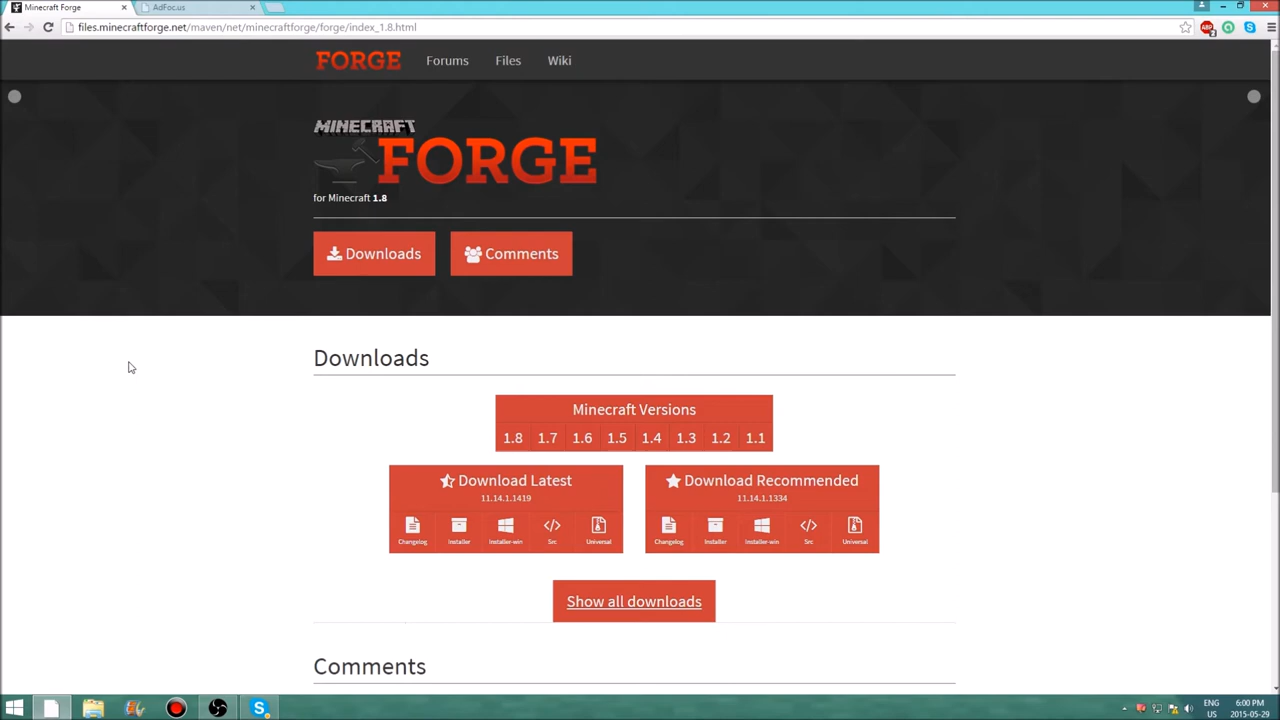 Minecraft Forge
AdFoc.us
files.minecraftforge.net/maven/net/minecraftforge/forge/index_1.8.html
FORGE Forums Files Wiki
MINECRAFT
FORGE
for Minecraft 1.8
Downloads Comments
Downloads
Minecraft Versions
1.8 1.7 1.6 1.5 1.4 1.3 1.2 1.1
Download Latest
11.14.1.1419
Changelog Installer Installer-win Src Universal
Download Recommended
11.14.1.1334
Changelog Installer Installer-win Src Universal
Show all downloads
Comments
ENG
US
6:00 PM
2015-05-29